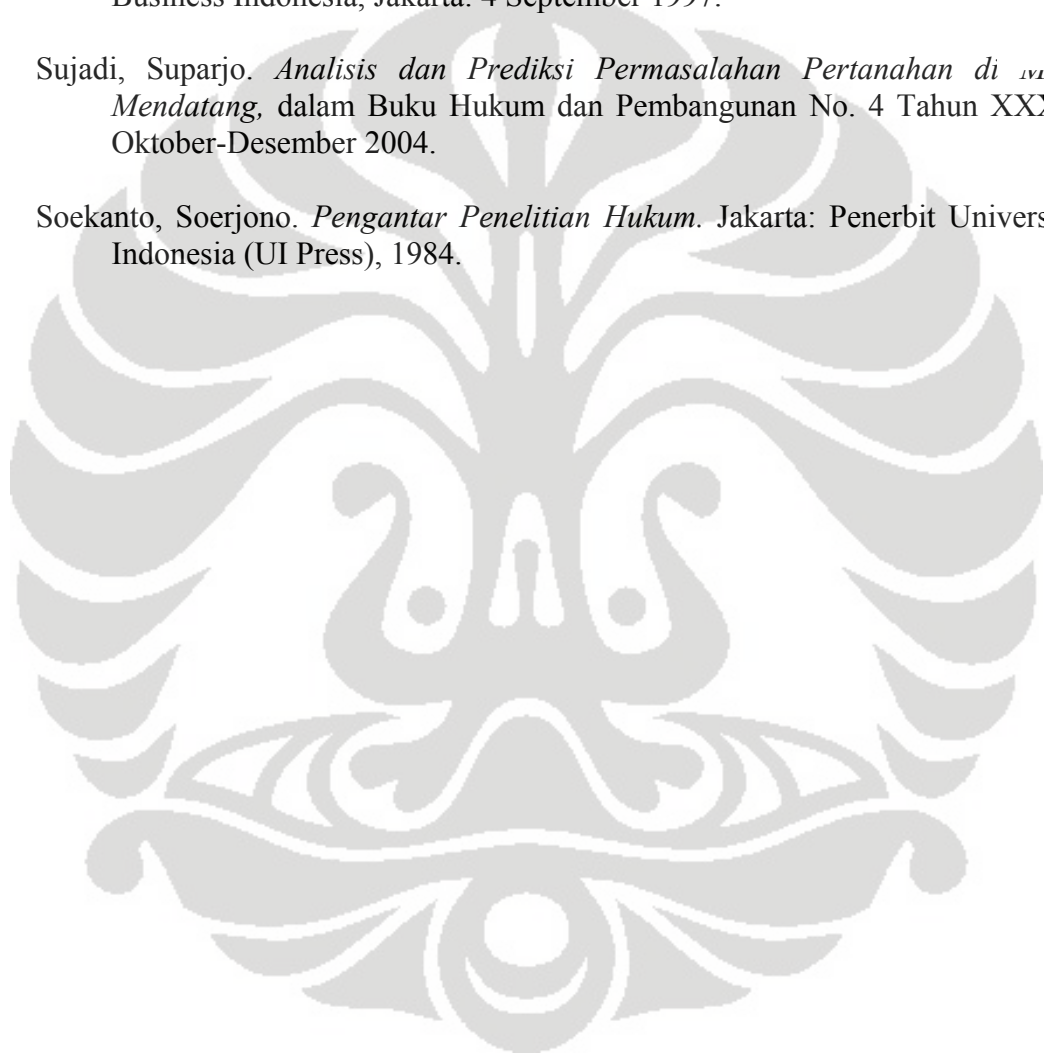 Business Indonesia, Jakarta. 4 September 1997.
Sujadi, Suparjo. Analisis dan Prediksi Permasalahan Pertanahan di
Mendatang, dalam Buku Hukum dan Pembangunan No. 4 Tahun
Oktober-Desember 2004.
Soekanto, Soerjono. Pengantar Penelitian Hukum. Jakarta: Penerbit
Indonesia (UI Press), 1984.